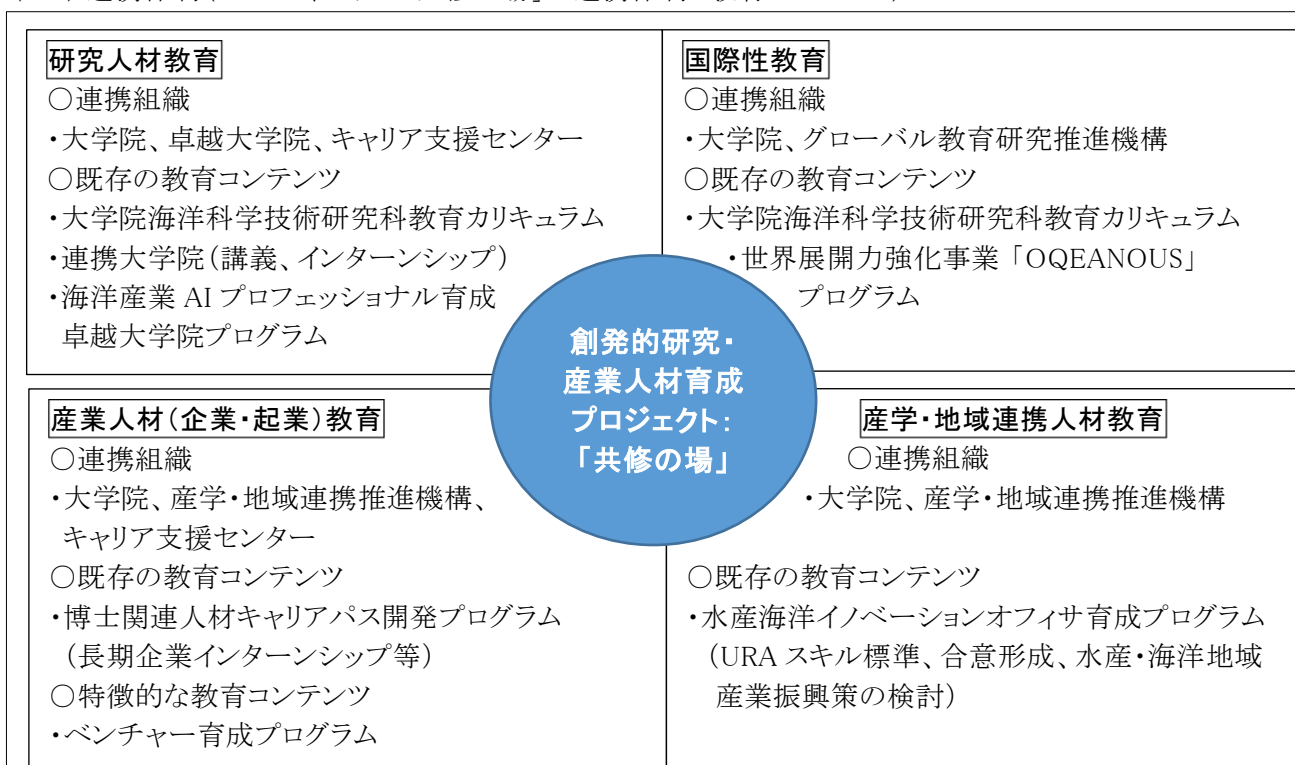 研究人材教育
○連携組織
・大学院、卓越大学院、キャリア支援センター
○既存の教育コンテンツ
・大学院海洋科学技術研究科教育カリキュラム
・連携大学院(講義、インターンシップ)
・海洋産業 AI プロフェッショナル育成
卓越大学院プログラム
国際性教育
○連携組織
・大学院、グローバル教育研究推進機構
○既存の教育コンテンツ
・大学院海洋科学技術研究科教育カリキュラム
・世界展開力強化事業「OQEANOUS」
プログラム
創発的研究・
産業人材育成
プロジェクト:
「共修の場」
産業人材(企業・起業)教育
○連携組織
・大学院、産学・地域連携推進機構、
キャリア支援センター
○既存の教育コンテンツ
・博士関連人材キャリアパス開発プログラム
(長期企業インターンシップ等)
○特徴的な教育コンテンツ
・ベンチャー育成プログラム
産学・地域連携人材教育
○連携組織
・大学院、産学・地域連携推進機構
○既存の教育コンテンツ
・水産海洋イノベーションオフィサ育成プログラム
(URA スキル標準、合意形成、水産・海洋地域
産業振興策の検討)